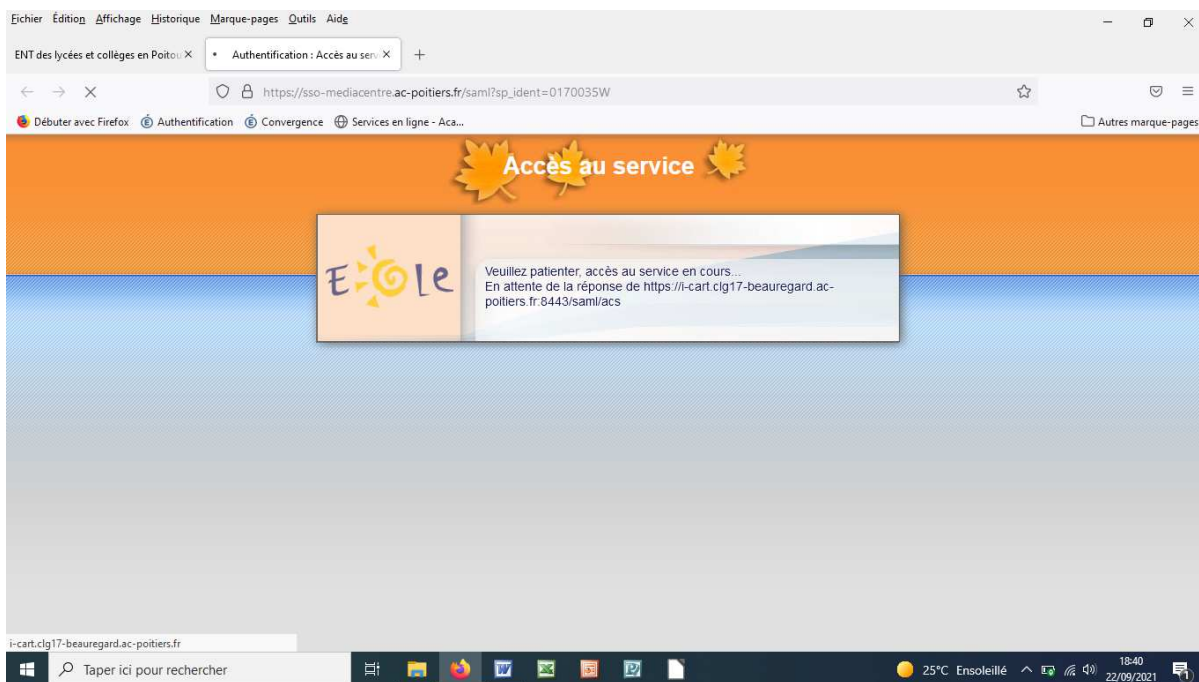 Fichier Édition Affichage Historique Marque-pages Outils Aide
ENT des lycées et collèges en Poitou
Authentification : Accès au serv
https://sso-mediacentre.ac-poitiers.fr/saml?sp_ident=0170035W
Débuter avec Firefox Authentification Convergence Services en ligne - Aca... Autres marque-pages
Accès au service
EOle
Veuillez patienter, accès au service en cours...
En attente de la réponse de https://i-cart.clg17-beauregard.ac-
poitiers.fr:8443/saml/acs
i-cart.clg17-beauregard.ac-poitiers.fr
Taper ici pour rechercher
25°C Ensoleillé
18:40
22/09/2021